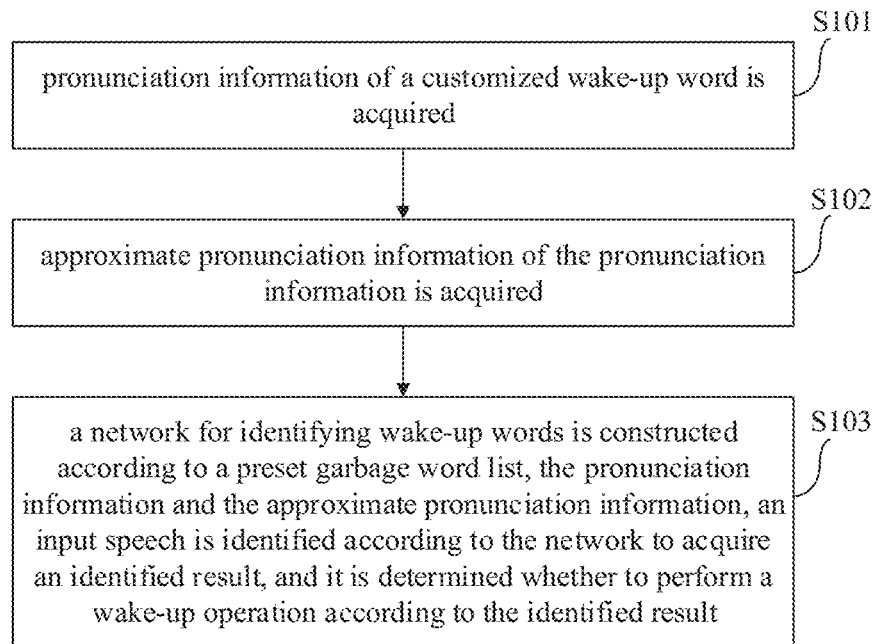 S101
pronunciation information of a customized wake-up word is
acquired
S102
approximate pronunciation information of the pronunciation
information is acquired
S103
a network for identifying wake-up words is constructed
according to a preset garbage word list, the pronunciation
information and the approximate pronunciation information, an
input speech is identified according to the network to acquire
an identified result, and it is determined whether to perform a
wake-up operation according to the identified result